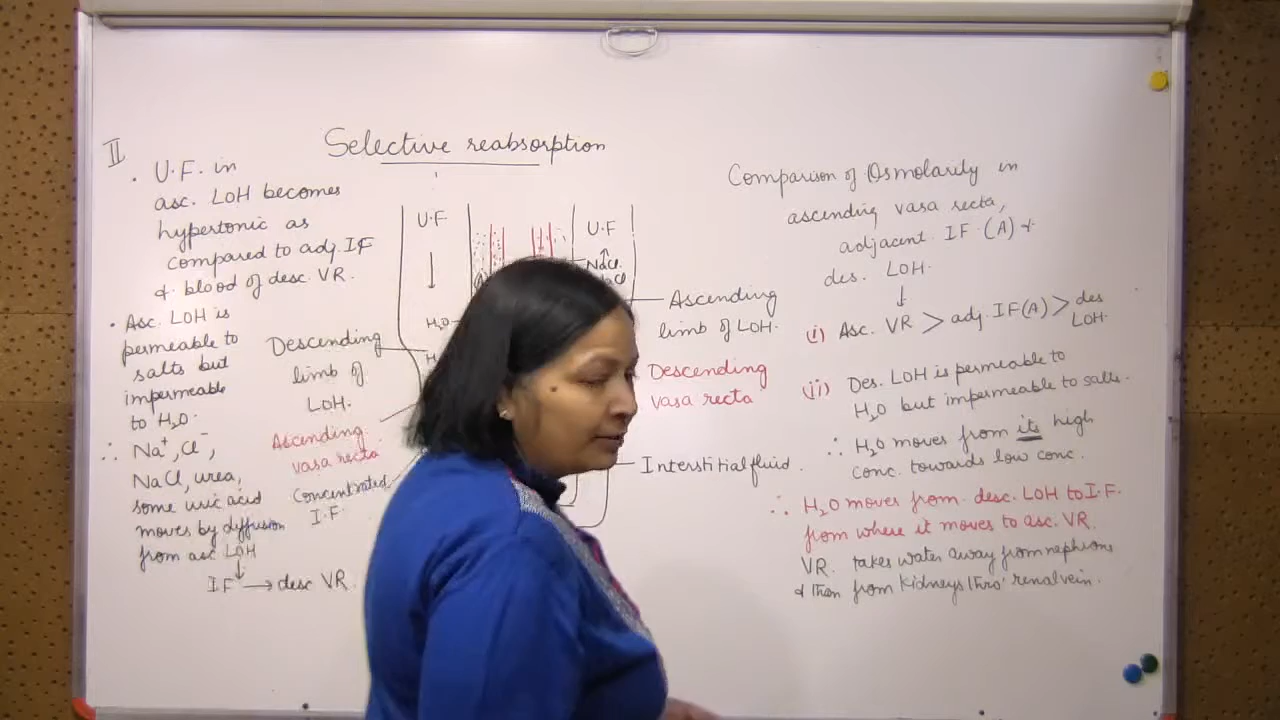 II
Selective reabsorption
. U.F. in
asc. LOH becomes
hypertonic as
compared to adj. IF
& blood of desc. VR.
. Asc. LOH is
permeable to
salts but
impermeable
to H₂O.
∴ Na⁺, Cl⁻,
NaCl, urea,
some uric acid
moves by diffusion
from asc LOH
↓
IF → desc VR.
U.F
↓
H₂O
H
Descending
limb of
LOH.
Ascending
vasa recta
Concentrated
I.F.
U.F
↑
NaCl
Cl
Ascending
limb of LOH.
Descending
vasa recta
Interstitial fluid.
Comparison of Osmolarity in
ascending vasa recta,
adjacent IF (A) &
des. LOH.
↓
(i) Asc. VR > adj. IF(A) > des
LOH.
(ii) Des. LOH is permeable to
H₂O but impermeable to salts.
∴ H₂O moves from its high
conc. towards low conc.
∴ H₂O moves from desc. LOH to I.F.
from where it moves to asc. VR.
VR. takes water away from nephrons
& then from kidneys thro' renal vein.